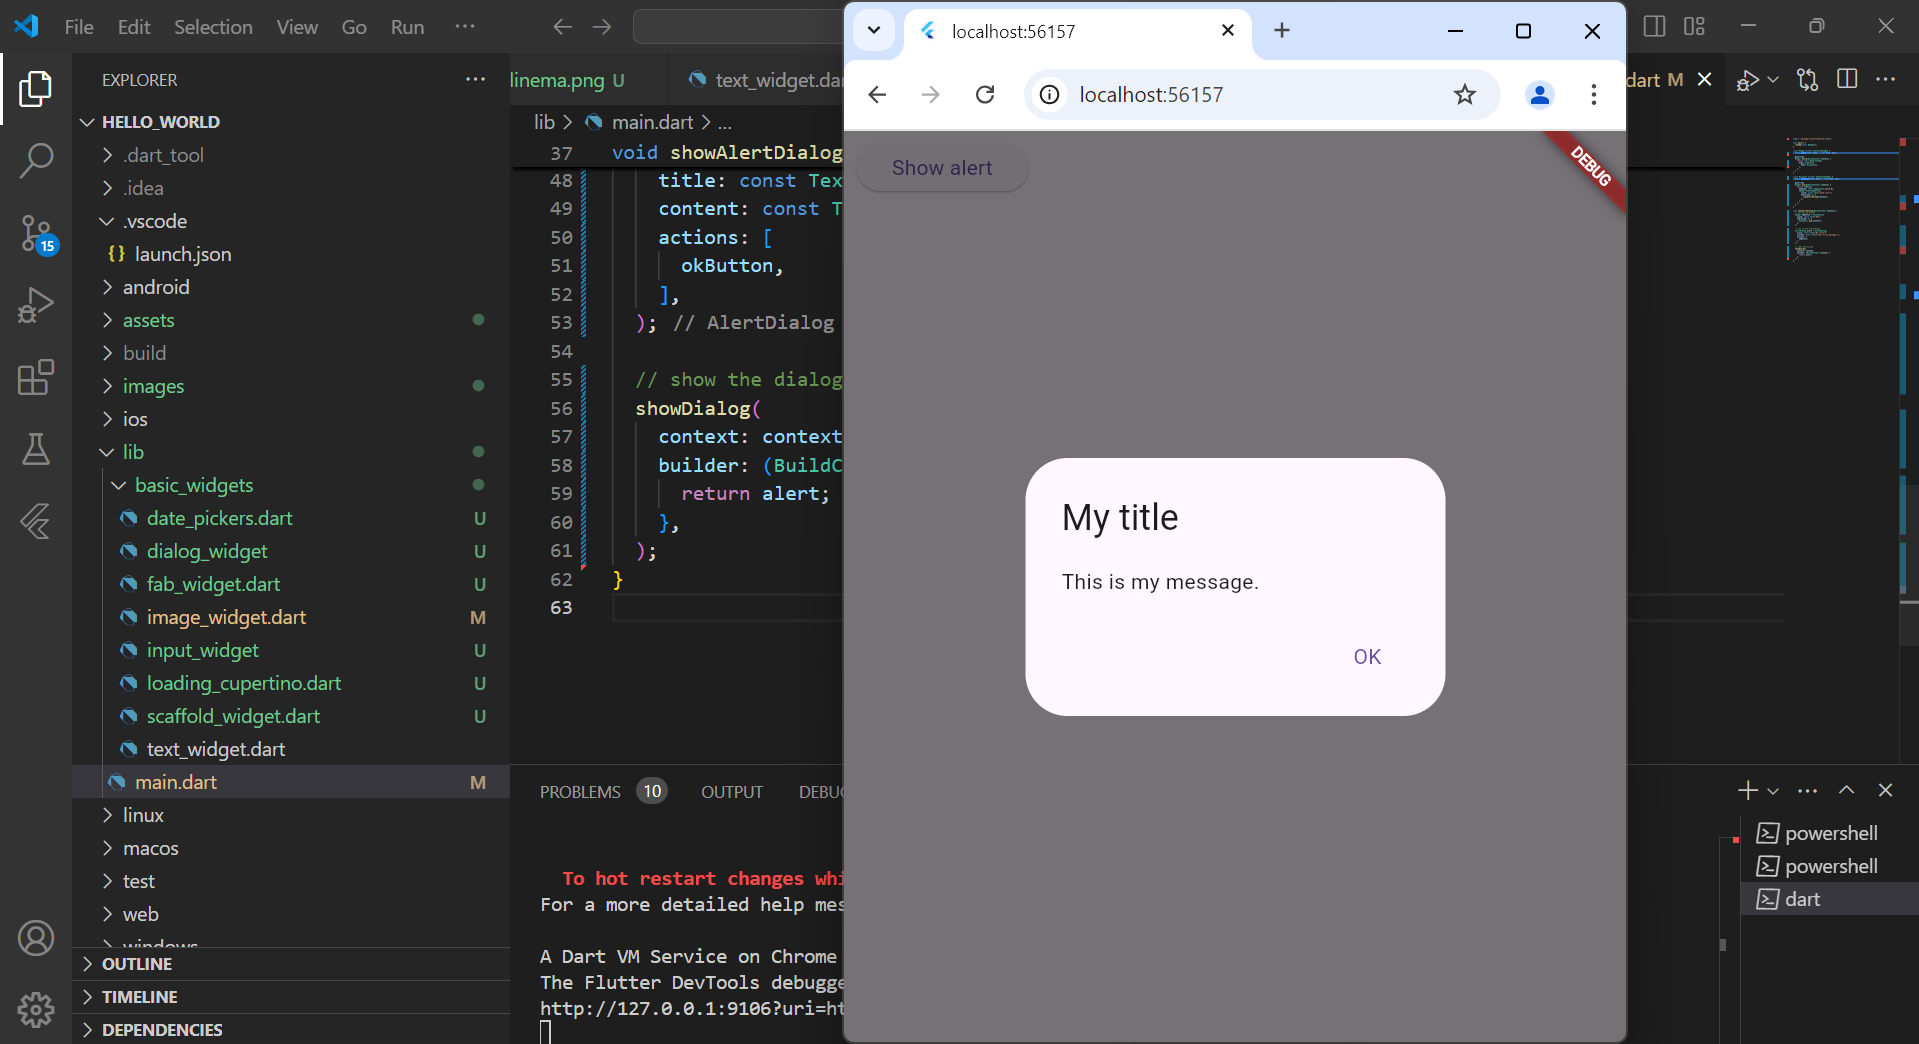 File Edit Selection View Go Run ···
EXPLORER
HELLO_WORLD
.dart_tool
.idea
.vscode
{} launch.json
android
assets
build
images
ios
lib
basic_widgets
date_pickers.dart U
dialog_widget U
fab_widget.dart U
image_widget.dart M
input_widget U
loading_cupertino.dart U
scaffold_widget.dart U
text_widget.dart
main.dart M
linux
macos
test
web
windows
OUTLINE
TIMELINE
DEPENDENCIES
15
linema.png U
text_widget.da
dart M
lib > main.dart > ...
37 void showAlertDialog
48 title: const Tex
49 content: const T
50 actions: [
51 okButton,
52 ],
53 ); // AlertDialog
54
55 // show the dialog
56 showDialog(
57 context: context
58 builder: (BuildC
59 return alert;
60 },
61 );
62 }
63
PROBLEMS 10 OUTPUT DEBU
To hot restart changes whi
For a more detailed help mes
A Dart VM Service on Chrome
The Flutter DevTools debugge
http://127.0.0.1:9106?uri=ht
powershell
powershell
dart
localhost:56157
localhost:56157
Show alert
DEBUG
My title
This is my message.
OK